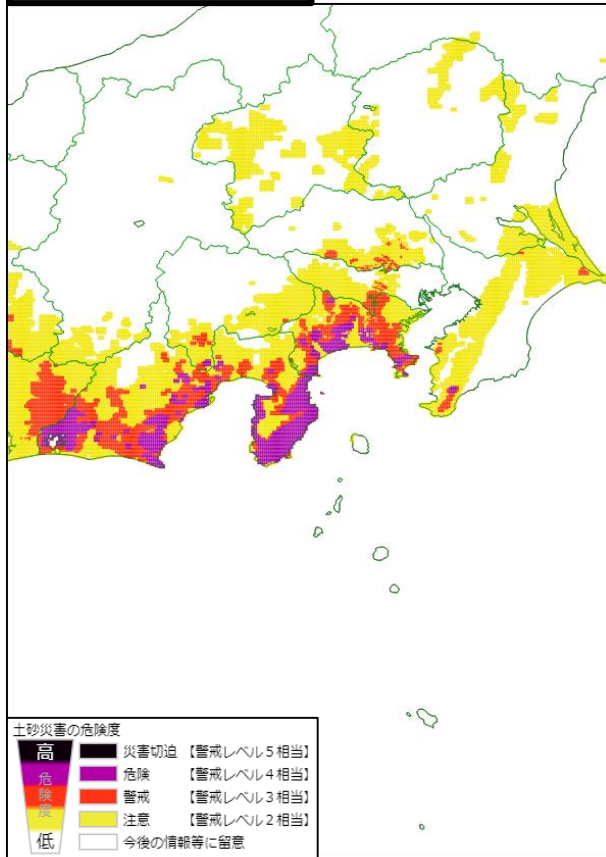 土砂災害の危険度
高
危険度
低
災害切迫 【警戒レベル5相当】
危険 【警戒レベル4相当】
警戒 【警戒レベル3相当】
注意 【警戒レベル2相当】
今後の情報等に留意